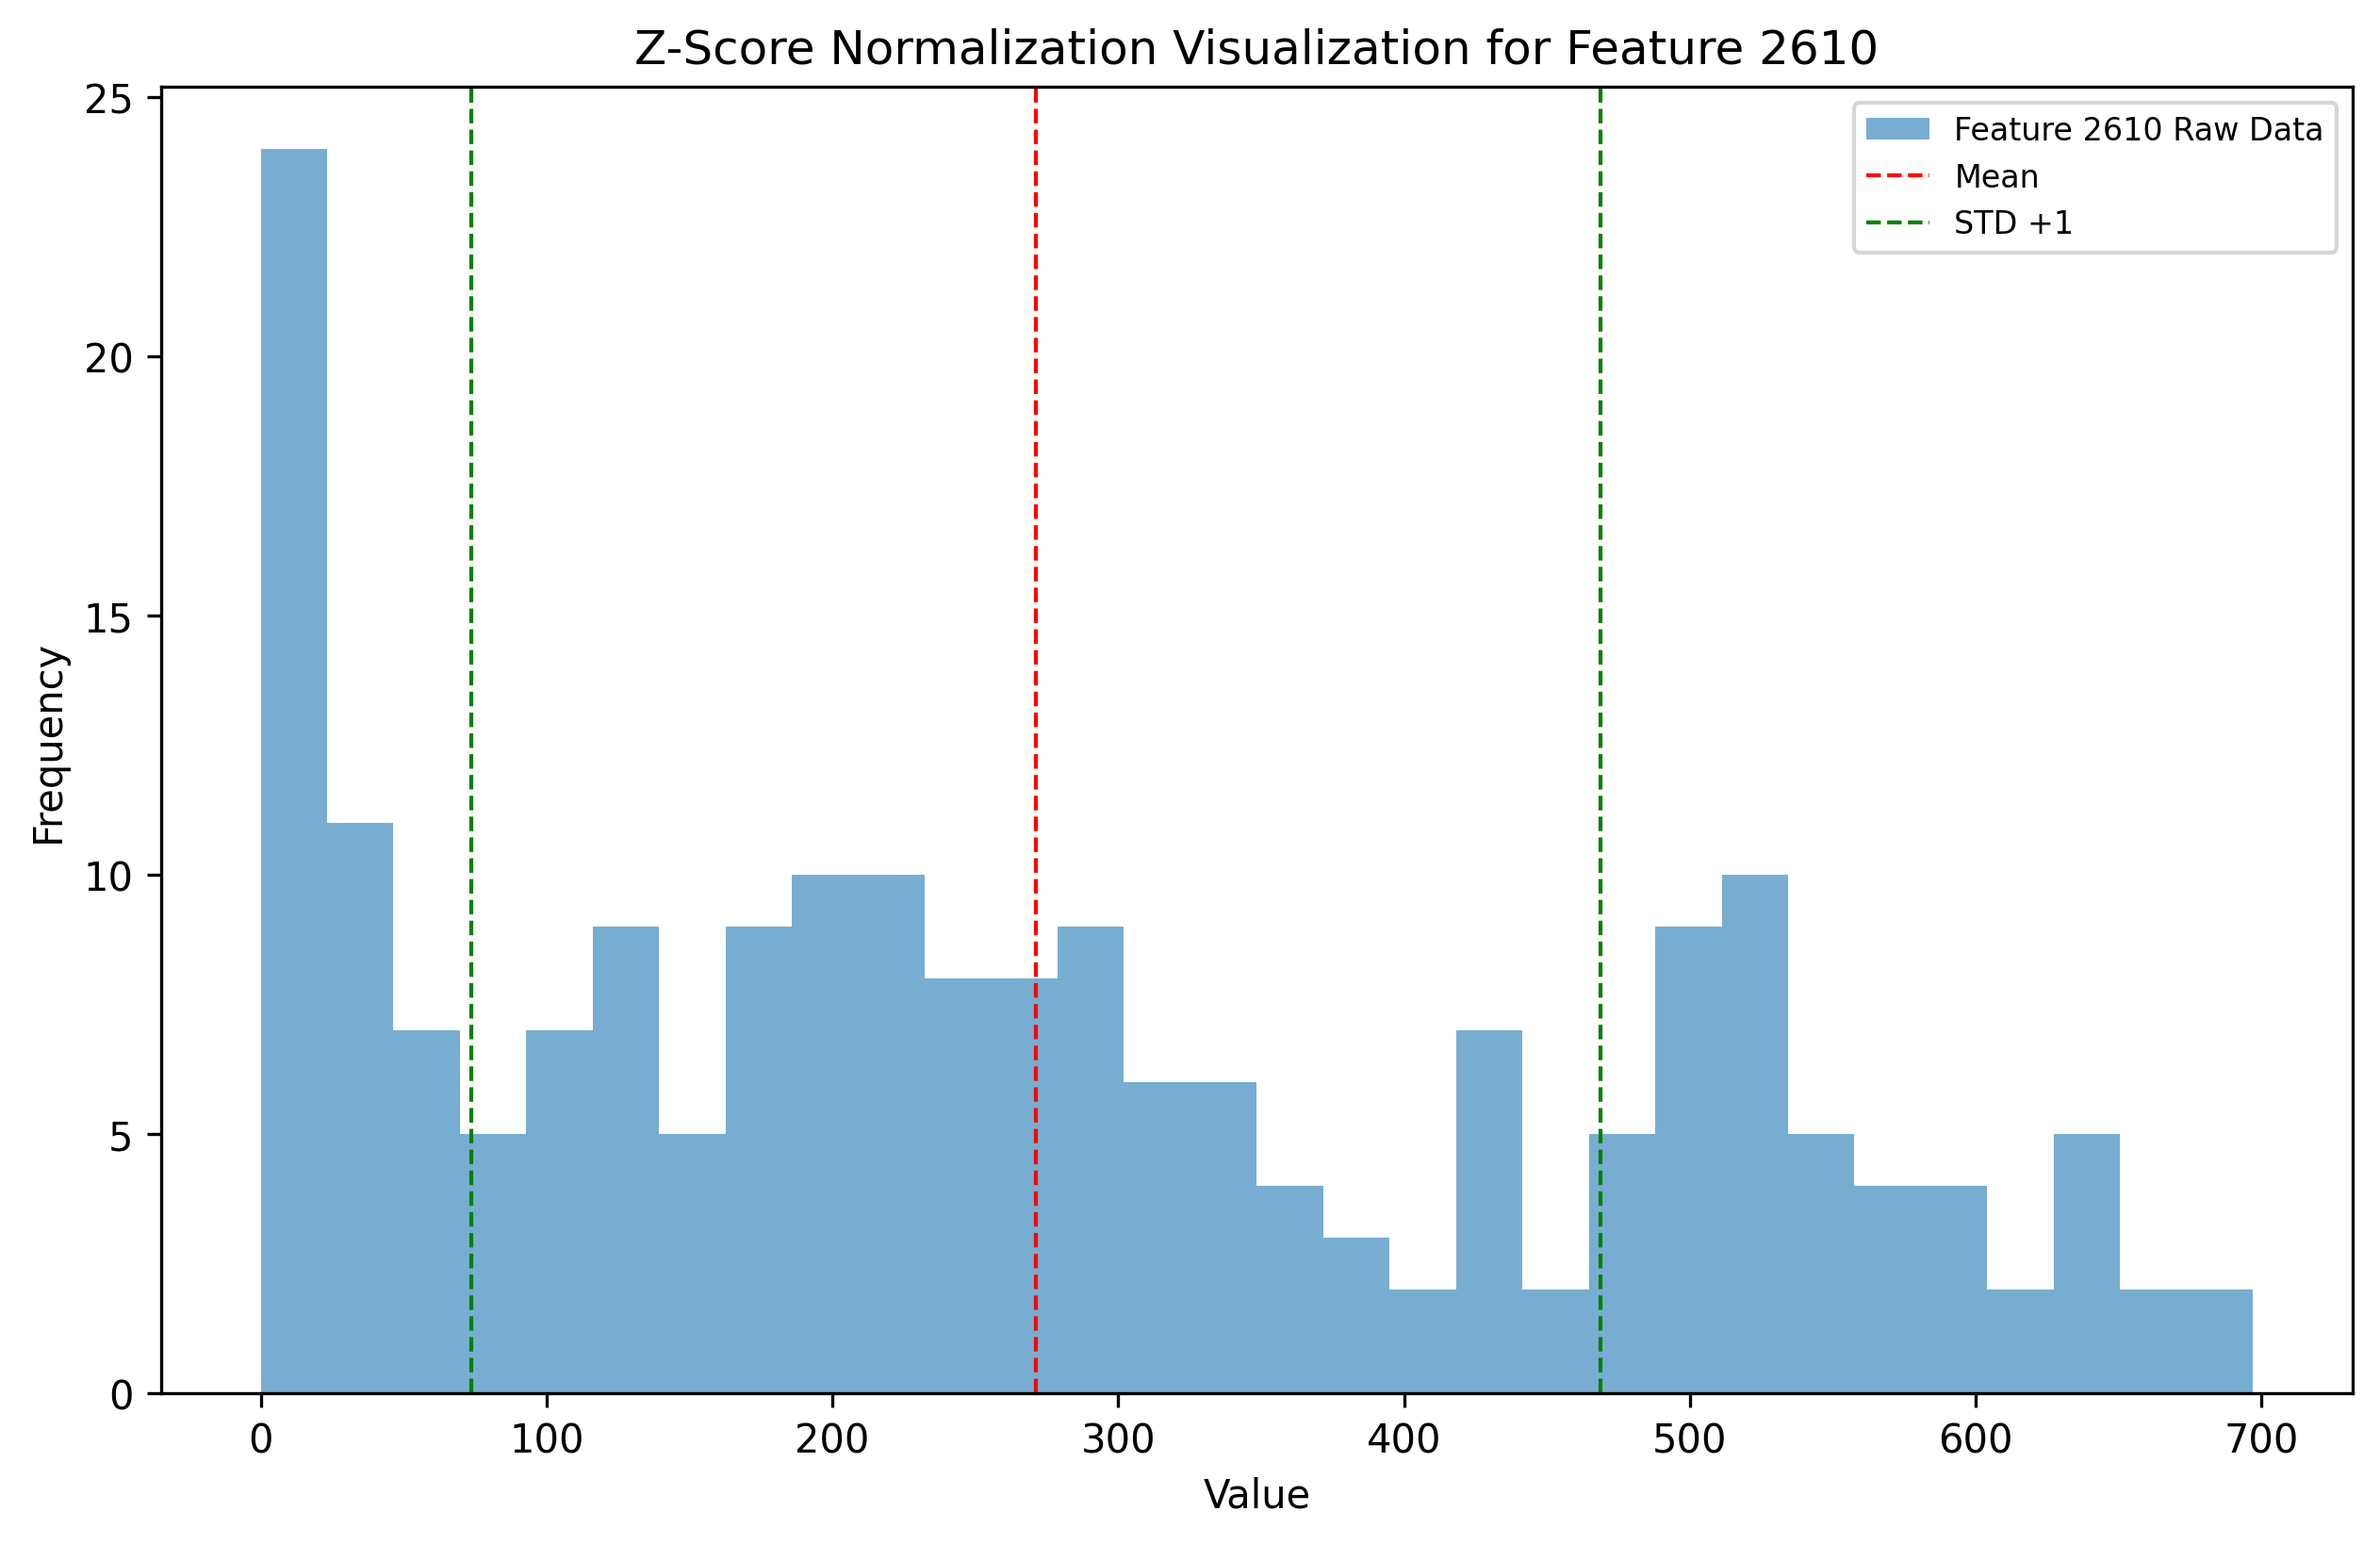 Z-Score Normalization Visualization for Feature 2610
Feature 2610 Raw Data
Mean
STD +1
25
20
15
10
5
0
Frequency
0 100 200 300 400 500 600 700
Value